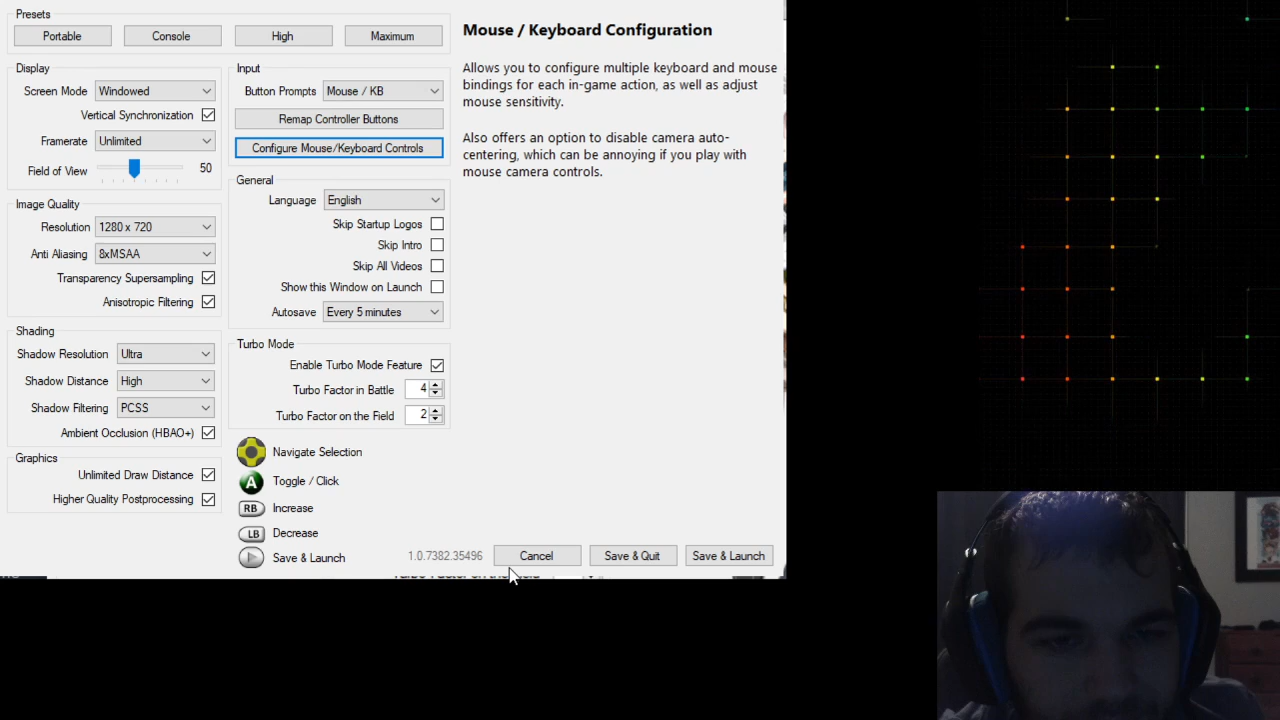 Presets
Portable
Console
High
Maximum
Display
Screen Mode
Windowed
Vertical Synchronization
Framerate
Unlimited
Field of View
50
Image Quality
Resolution
1280 x 720
Anti Aliasing
8xMSAA
Transparency Supersampling
Anisotropic Filtering
Shading
Shadow Resolution
Ultra
Shadow Distance
High
Shadow Filtering
PCSS
Ambient Occlusion (HBAO+)
Graphics
Unlimited Draw Distance
Higher Quality Postprocessing
Input
Button Prompts
Mouse / KB
Remap Controller Buttons
Configure Mouse/Keyboard Controls
General
Language
English
Skip Startup Logos
Skip Intro
Skip All Videos
Show this Window on Launch
Autosave
Every 5 minutes
Turbo Mode
Enable Turbo Mode Feature
Turbo Factor in Battle
4
Turbo Factor on the Field
2
Navigate Selection
A
Toggle / Click
RB
Increase
LB
Decrease
Save & Launch
Mouse / Keyboard Configuration
Allows you to configure multiple keyboard and mouse
bindings for each in-game action, as well as adjust
mouse sensitivity.
Also offers an option to disable camera auto-
centering, which can be annoying if you play with
mouse camera controls.
1.0.7382.35496
Cancel
Save & Quit
Save & Launch